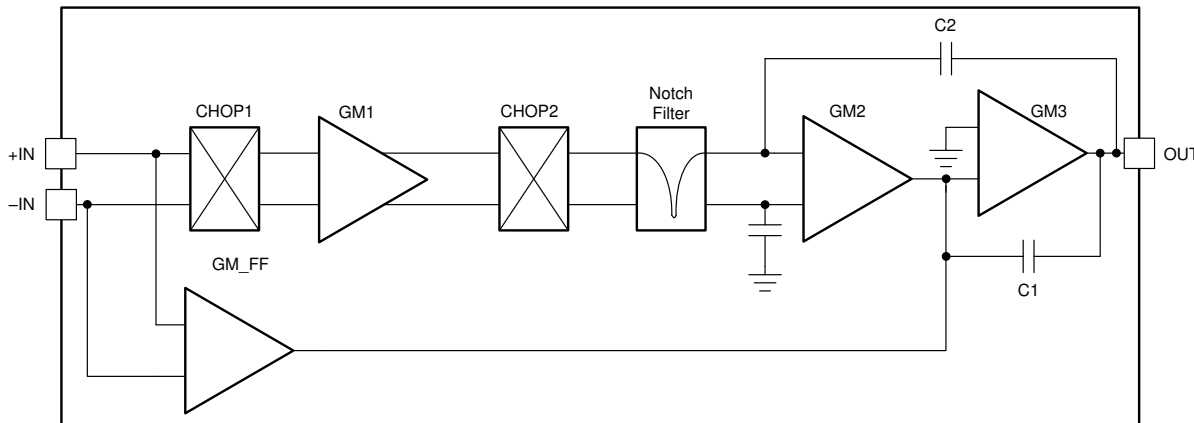 C2
Notch
Filter
CHOP1
GM1
CHOP2
GM2
GM3
+IN
–IN
OUT
GM_FF
C1